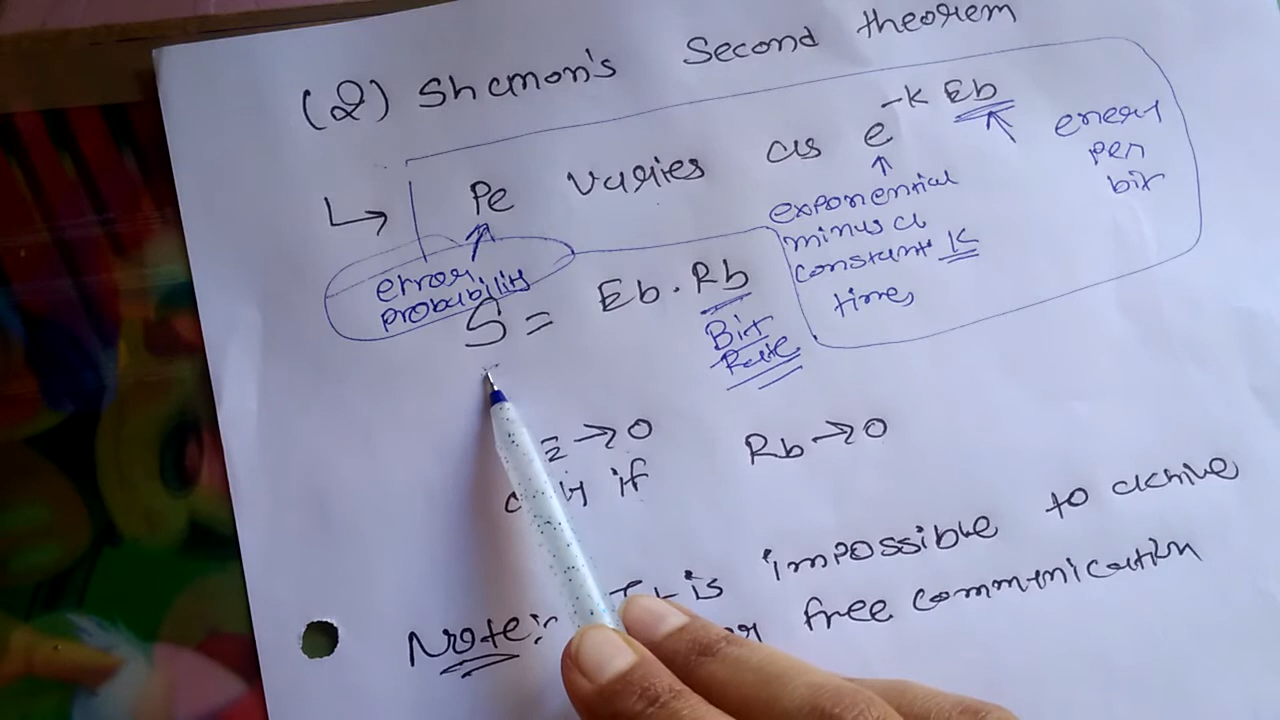 (2) Shannon's Second theorem
Pe varies as e^-K Eb
energy
per
bit
error
probability
exponential
minus a
constant K
times
S = Eb . Rb
Bit
Rate
→0 Rb→0
if
Note:- is impossible to achive
free communication